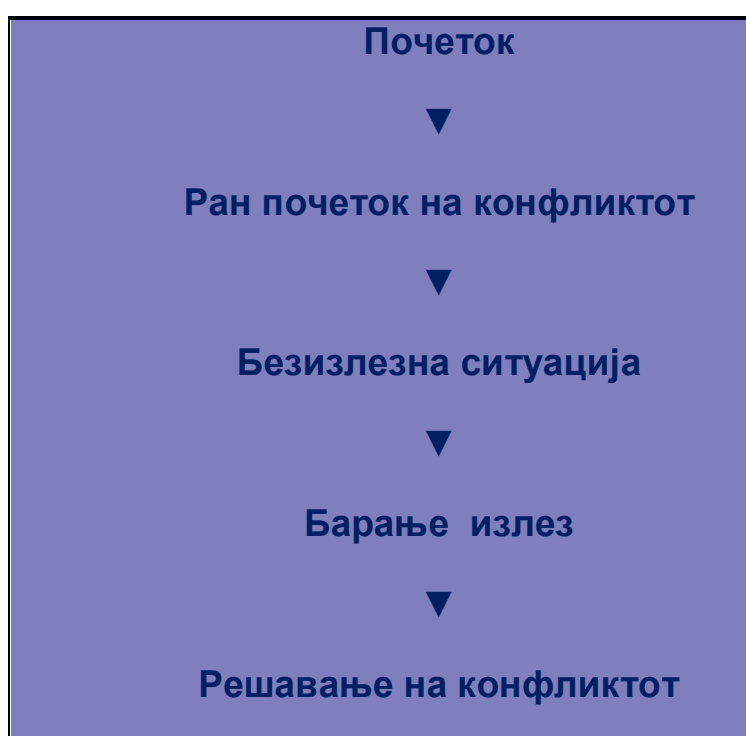 Почеток
▼
Ран почеток на конфликтот
▼
Безизлезна ситуација
▼
Барање излез
▼
Решавање на конфликтот